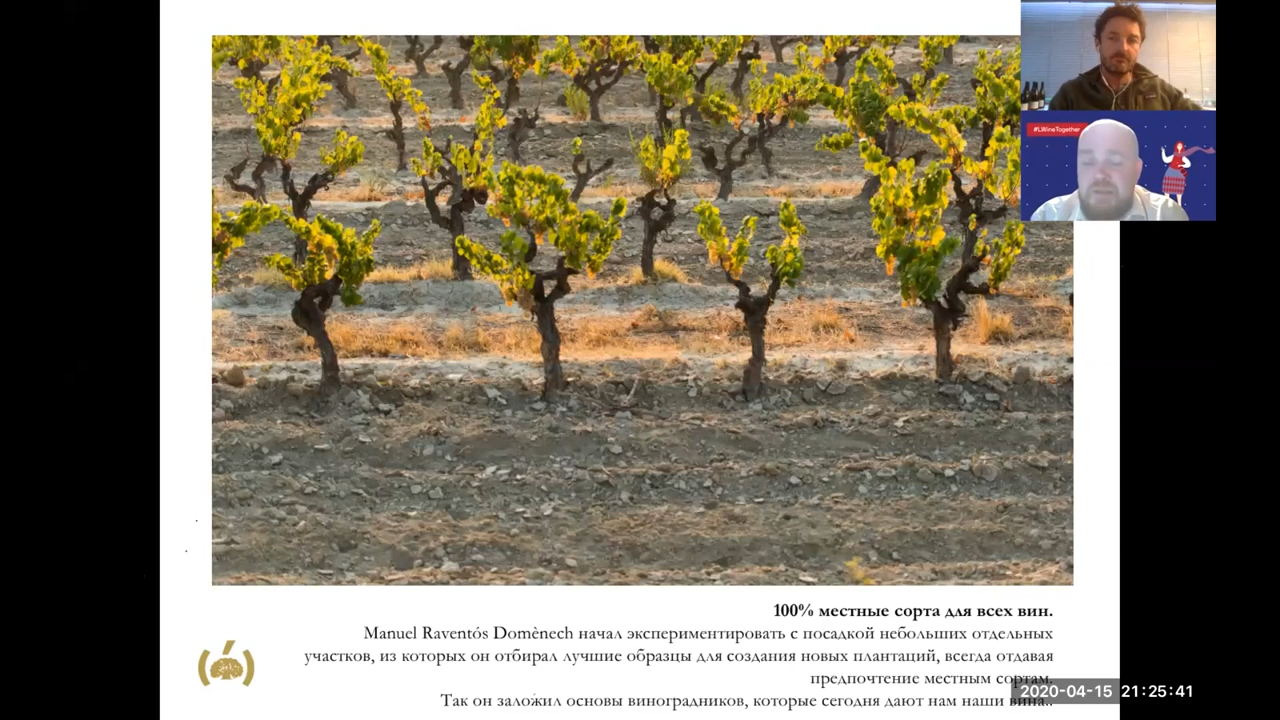 #LWineTogether
100% местные сорта для всех вин.
Manuel Raventós Domènech начал экспериментировать с посадкой небольших отдельных
участков, из которых он отбирал лучшие образцы для создания новых плантаций, всегда отдавая
предпочтение местным сортам.
Так он заложил основы виноградников, которые сегодня дают нам наши вина..
2020-04-15 21:25:41